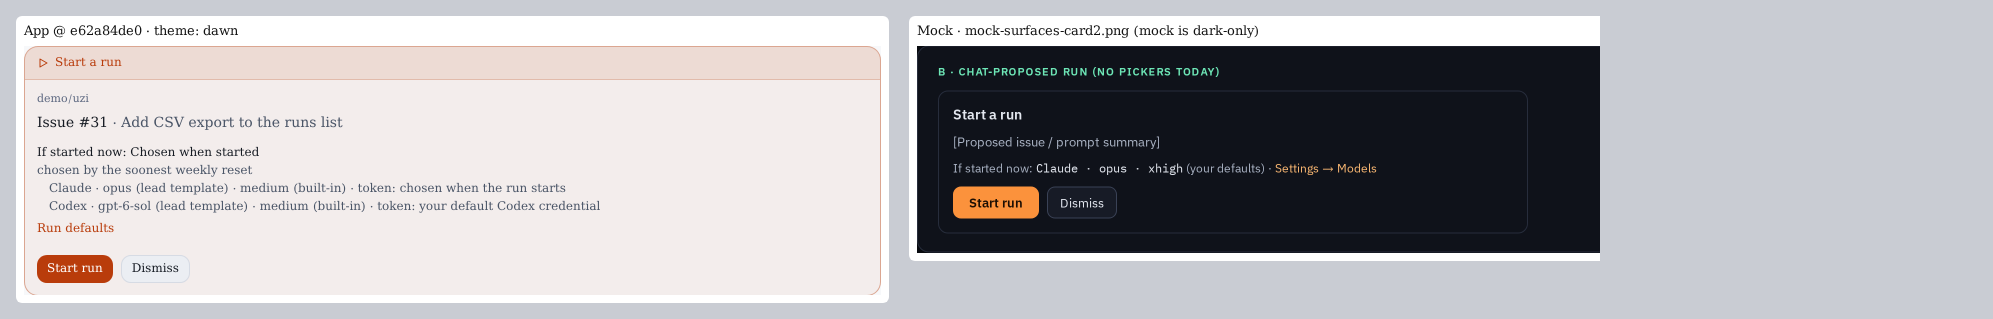 App @ e62a84de0 · theme: dawn
Start a run
demo/uzi
Issue #31 · Add CSV export to the runs list
If started now: Chosen when started
chosen by the soonest weekly reset
Claude · opus (lead template) · medium (built-in) · token: chosen when the run starts
Codex · gpt-6-sol (lead template) · medium (built-in) · token: your default Codex credential
Run defaults
Start run
Dismiss
Mock · mock-surfaces-card2.png (mock is dark-only)
B · CHAT-PROPOSED RUN (NO PICKERS TODAY)
Start a run
[Proposed issue / prompt summary]
If started now: Claude · opus · xhigh (your defaults) · Settings → Models
Start run
Dismiss